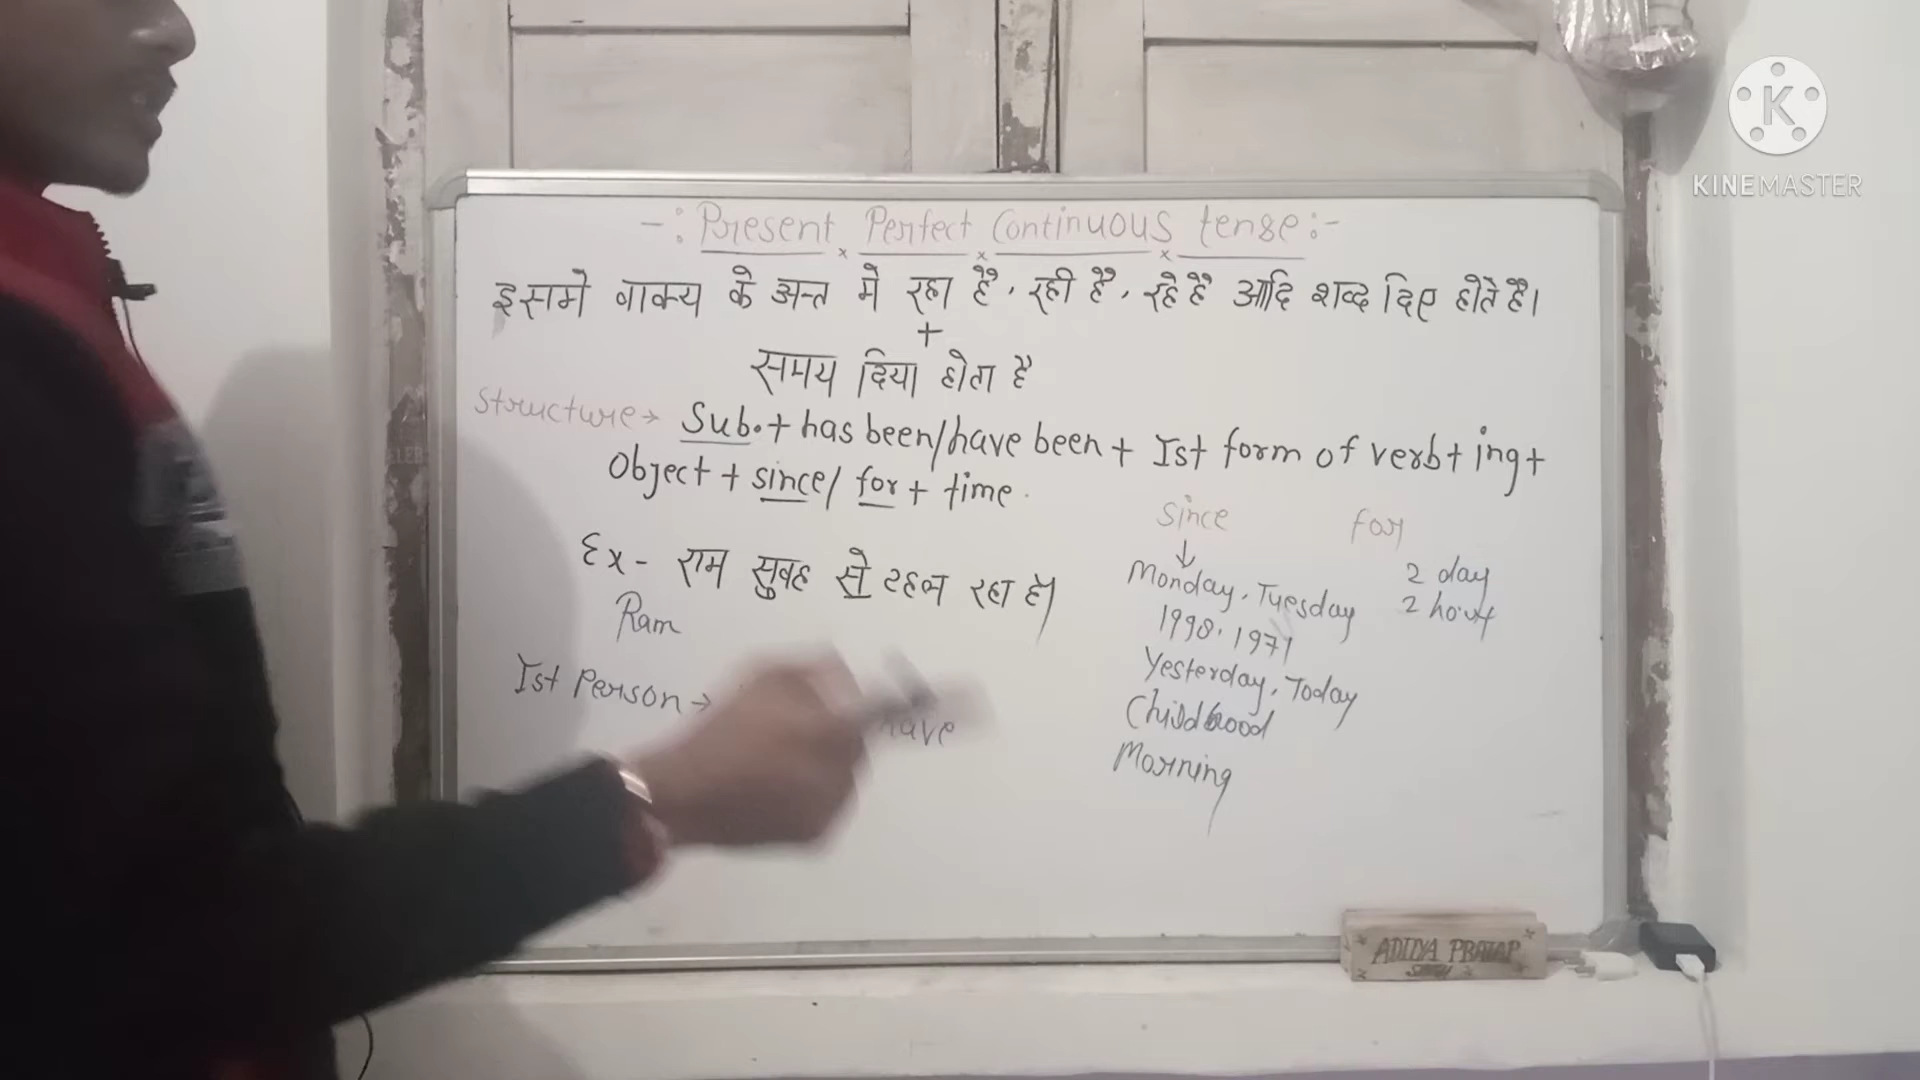 KINEMASTER
-: Present Perfect Continuous tense :-
इसमे वाक्य के अन्त मे रहा है, रही है, रहे है आदि शब्द दिए होते है।
+
समय दिया होता है
Structure → Sub. + has been/have been + Ist form of verb + ing +
Object + since/ for + time.
Ex - राम सुबह से टहल रहा है।
Ram
Ist Person →
have
since
↓
Monday, Tuesday
1998, 1971
Yesterday, Today
Childhood
Morning
for
2 day
2 hour
ADITYA PRATAP